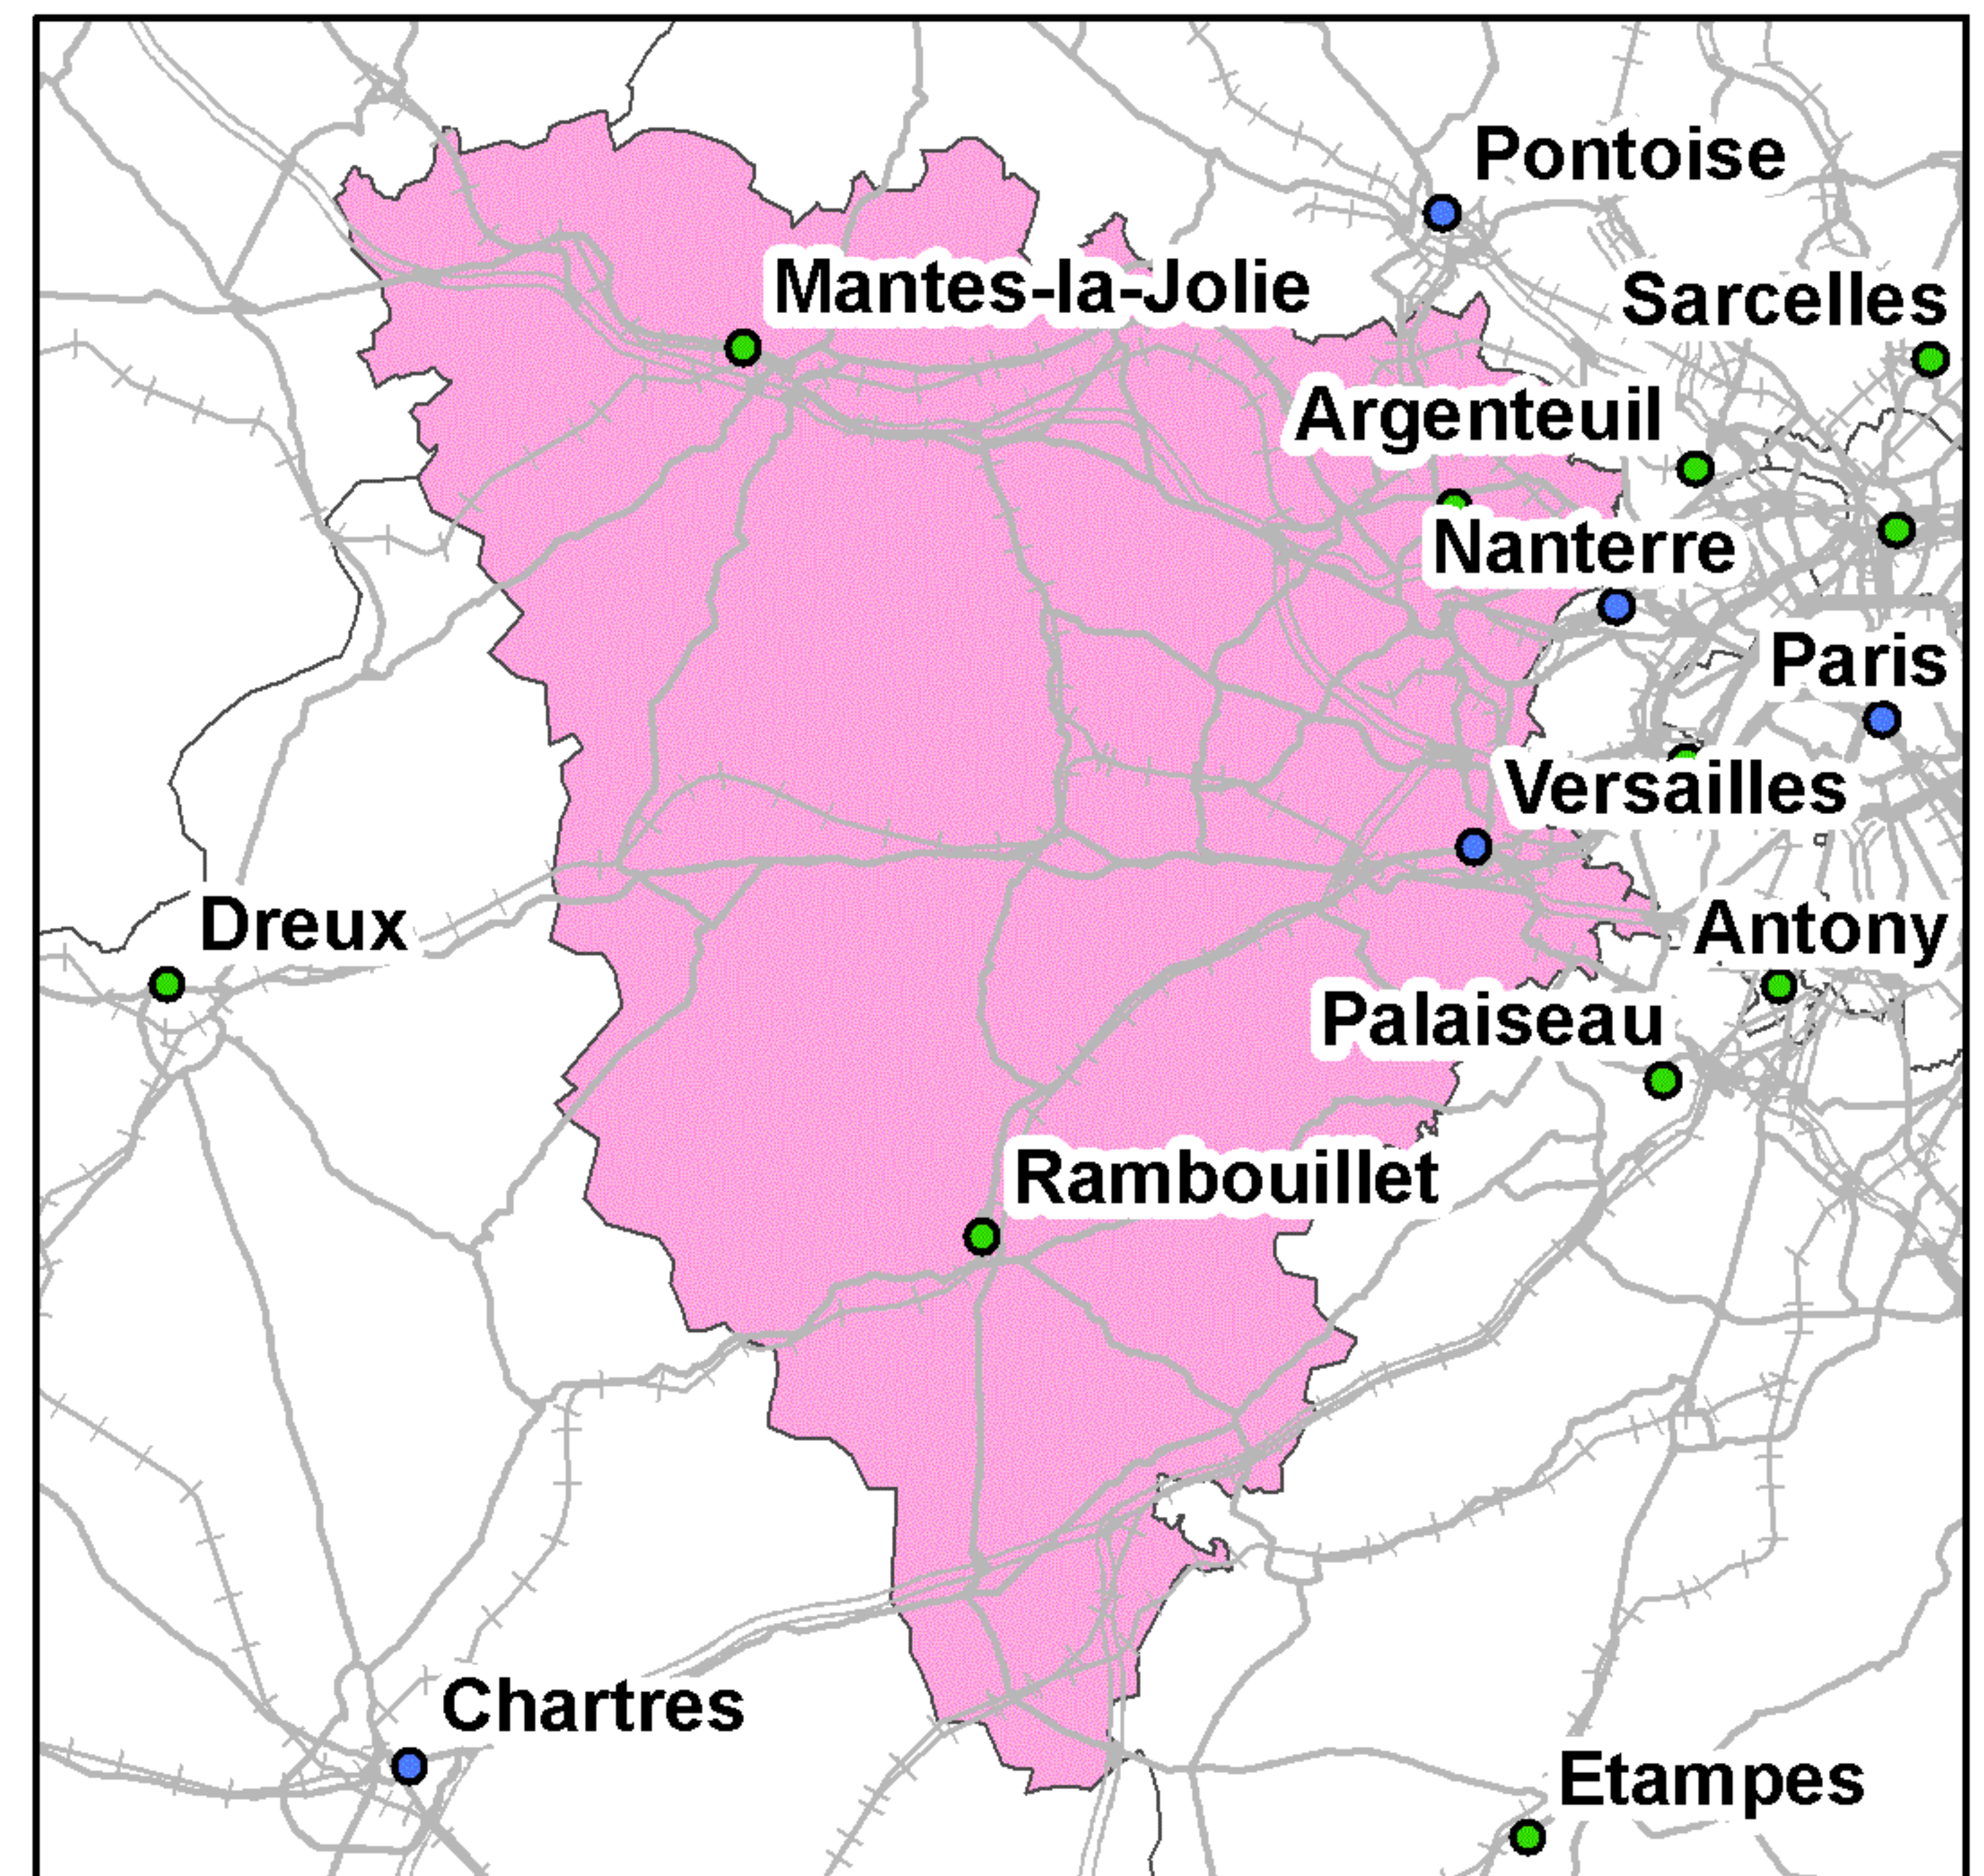 Pontoise
Mantes-la-Jolie
Sarcelles
Argenteuil
Nanterre
Paris
Versailles
Dreux
Antony
Palaiseau
Rambouillet
Chartres
Etampes